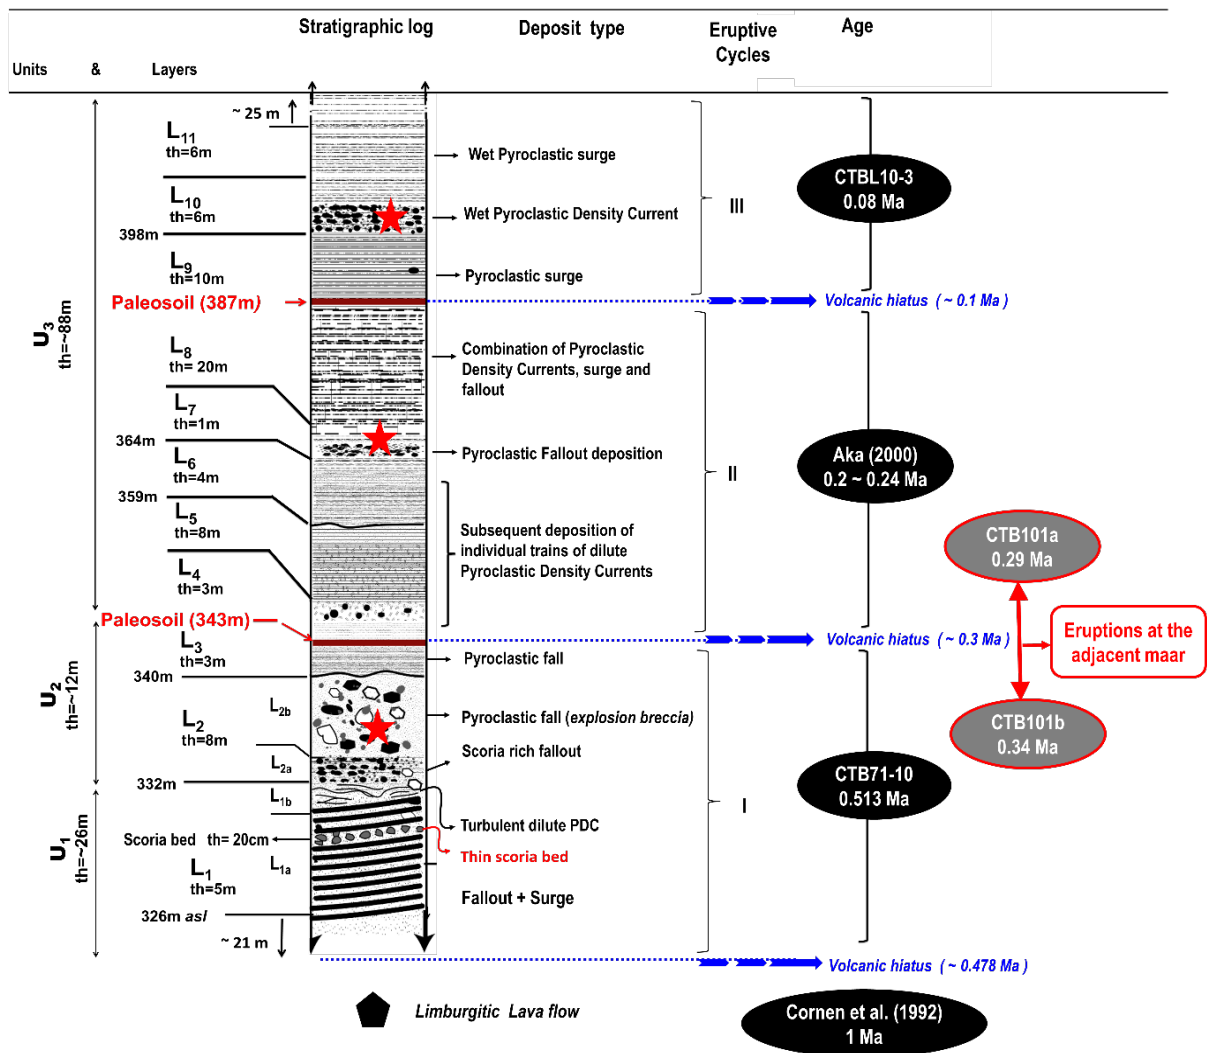 Stratigraphic log
Deposit type
Eruptive
Cycles
Age
Units & Layers
~ 25 m
L11
th=6m
Wet Pyroclastic surge
CTBL10-3
0.08 Ma
L10
th=6m
Wet Pyroclastic Density Current
III
398m
L9
th=10m
Pyroclastic surge
Paleosoil (387m)
Volcanic hiatus ( ~ 0.1 Ma )
U3
th=~88m
L8
th= 20m
Combination of Pyroclastic
Density Currents, surge and
fallout
L7
th=1m
364m
Pyroclastic Fallout deposition
Aka (2000)
0.2 ~ 0.24 Ma
II
L6
th=4m
359m
L5
th=8m
Subsequent deposition of
individual trains of dilute
Pyroclastic Density Currents
CTB101a
0.29 Ma
L4
th=3m
Paleosoil (343m)
Volcanic hiatus ( ~ 0.3 Ma )
Eruptions at the
adjacent maar
L3
th=3m
Pyroclastic fall
340m
U2
th=~12m
L2b
Pyroclastic fall (explosion breccia)
CTB101b
0.34 Ma
L2
th=8m
Scoria rich fallout
L2a
332m
CTB71-10
0.513 Ma
L1b
I
Turbulent dilute PDC
U1
th=~26m
Scoria bed th= 20cm
Thin scoria bed
L1a
L1
th=5m
Fallout + Surge
326m asl
~ 21 m
Volcanic hiatus ( ~ 0.478 Ma )
Limburgitic Lava flow
Cornen et al. (1992)
1 Ma